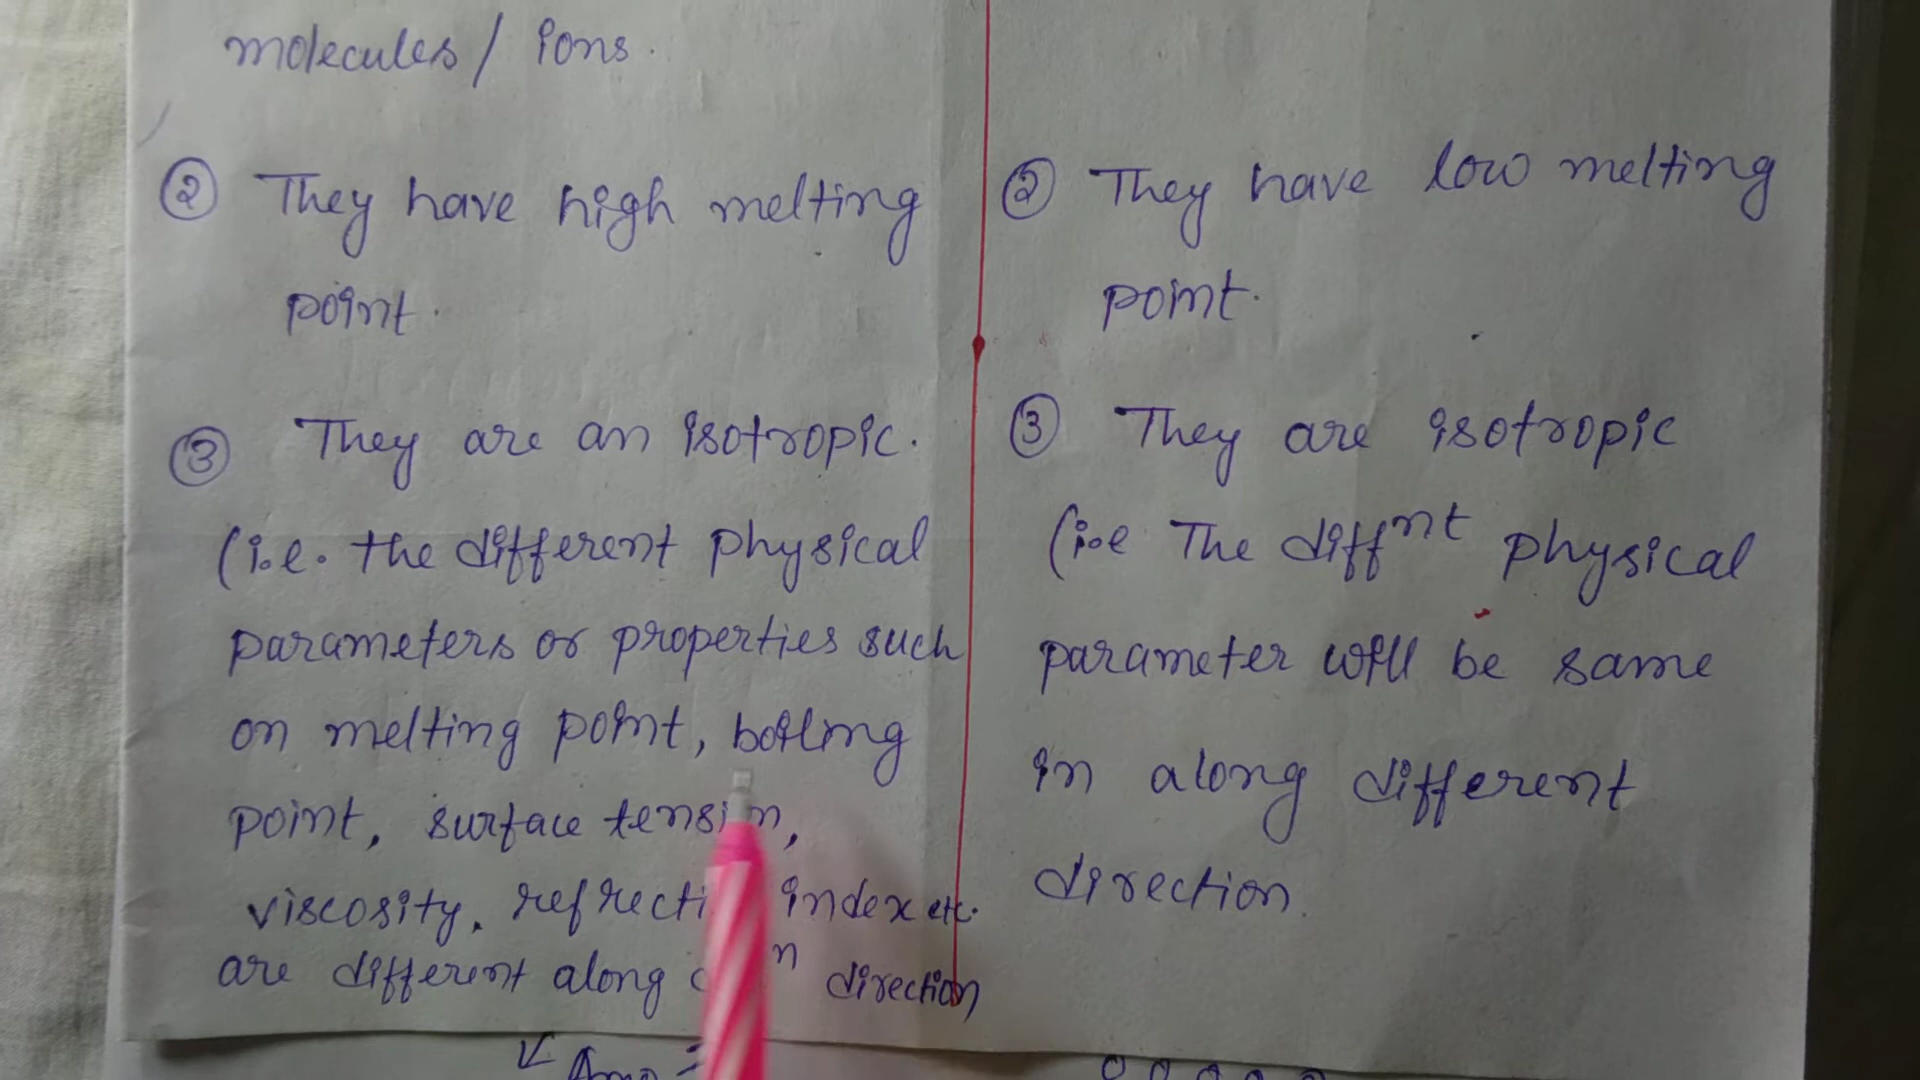 molecules/ ions.
② They have high melting
point.
③ They are an isotropic.
(i.e. the different physical
parameters or properties such
on melting point, boiling
point, surface tension,
viscosity, refrecti index etc.
are different along direction
② They have low melting
point.
③ They are isotropic
(i.e The diffnt physical
parameter will be same
in along different
direction.